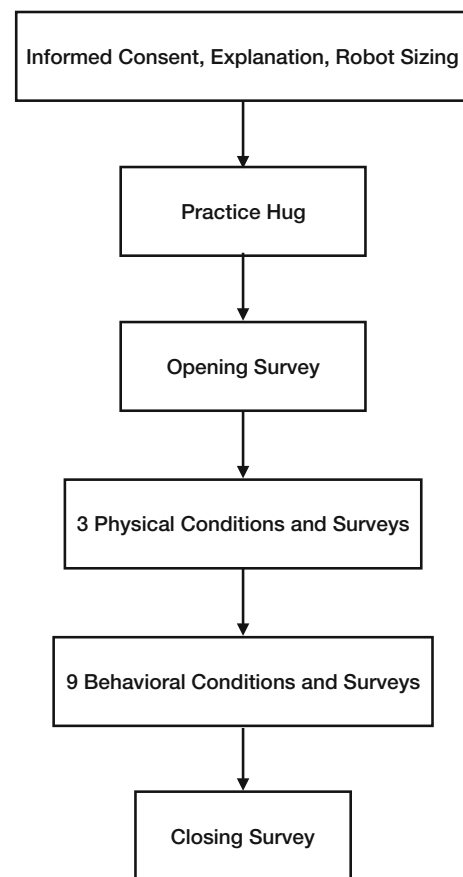 Informed Consent, Explanation, Robot Sizing
Practice Hug
Opening Survey
3 Physical Conditions and Surveys
9 Behavioral Conditions and Surveys
Closing Survey